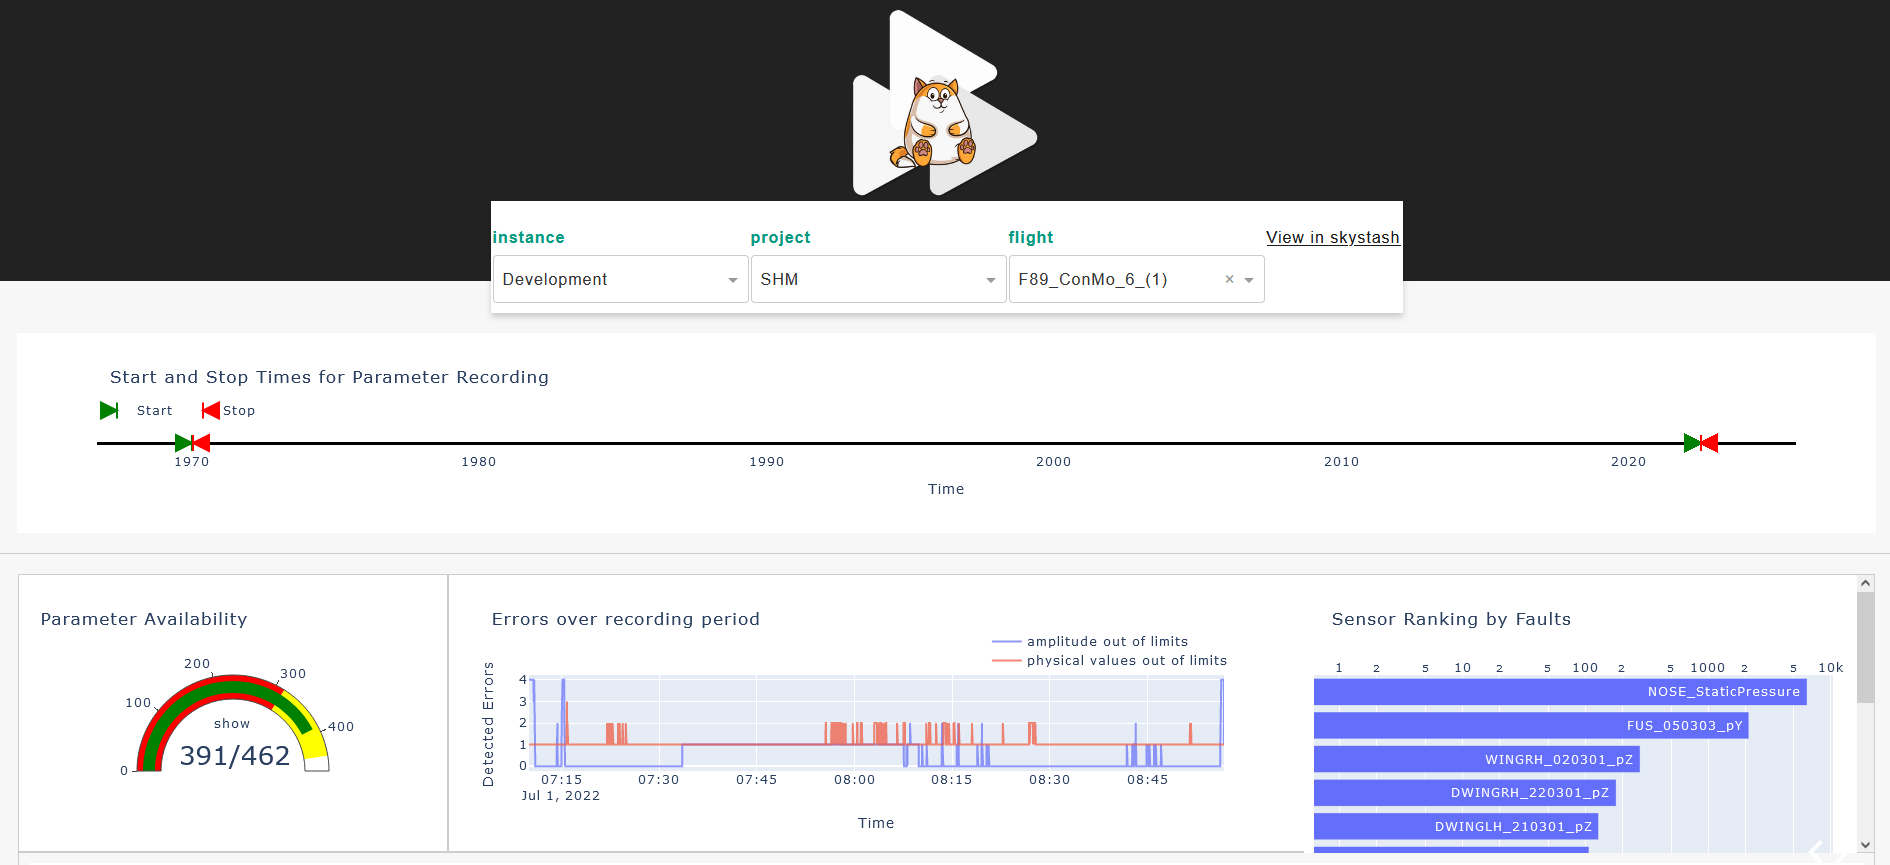 instance project flight View in skystash
Development SHM F89_ConMo_6_(1) ×
Start and Stop Times for Parameter Recording
Start Stop
1970 1980 1990 2000 2010 2020
Time
Parameter Availability
0 100 200 300 400
show
391/462
Errors over recording period
amplitude out of limits
physical values out of limits
Detected Errors
4
3
2
1
0
07:15 07:30 07:45 08:00 08:15 08:30 08:45
Jul 1, 2022
Time
Sensor Ranking by Faults
1 2 5 10 2 5 100 2 5 1000 2 5 10k
NOSE_StaticPressure
FUS_050303_pY
WINGRH_020301_pZ
DWINGRH_220301_pZ
DWINGLH_210301_pZ